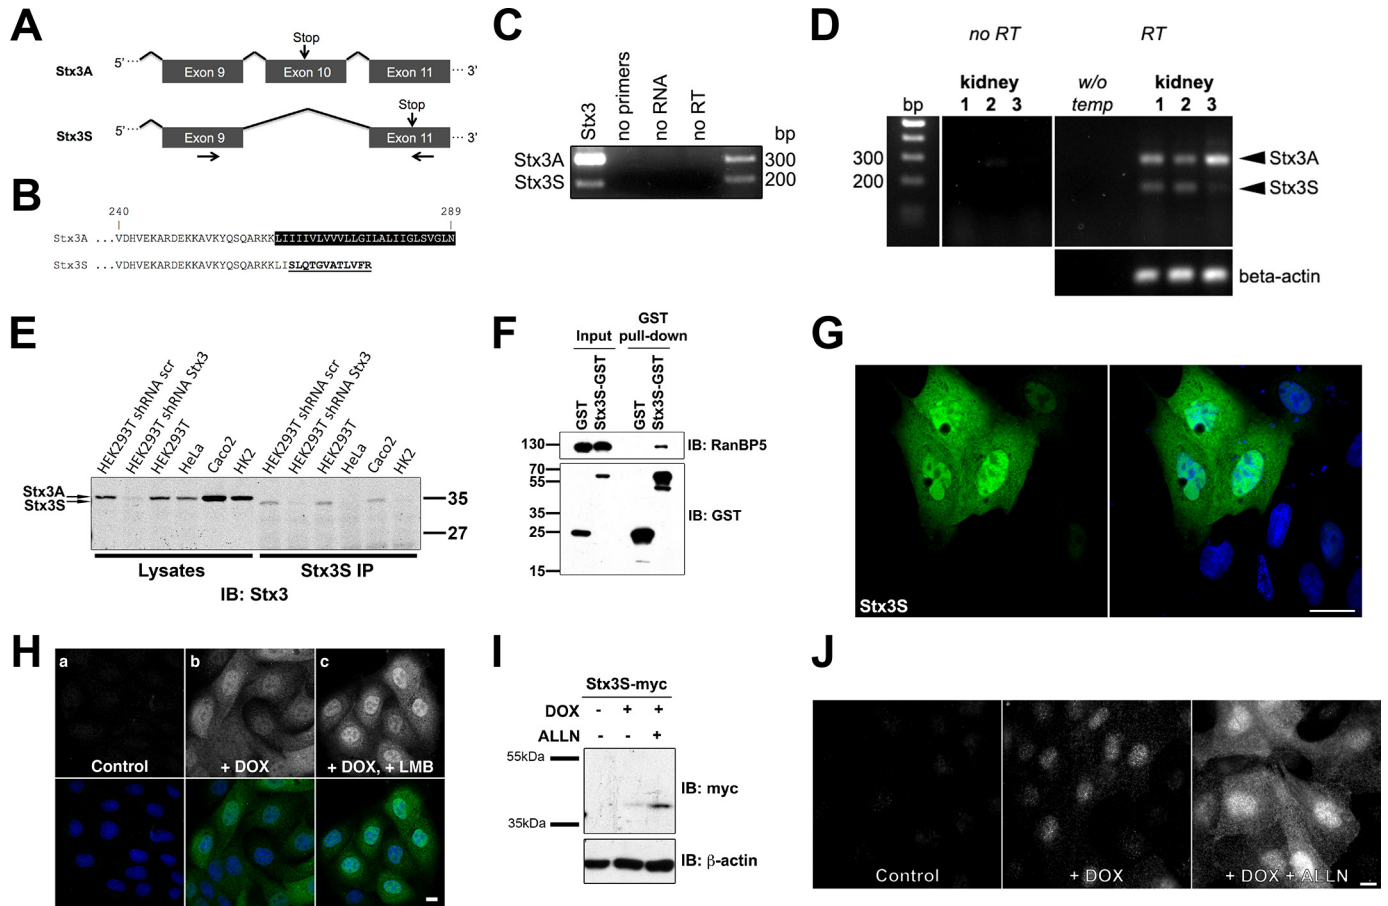 A
Stop
Stx3A
5'
Exon 9
Exon 10
Exon 11
3'
Stop
Stx3S
5'
Exon 9
Exon 11
3'
B
240
289
Stx3A ...VDHVEKARDEKKAVKYQSQARKKLIIIIVLVVVLLGILALIIGLSVGLN
Stx3S ...VDHVEKARDEKKAVKYQSQARKKLISLQTGVATLVFR
C
Stx3
no primers
no RNA
no RT
bp
Stx3A
300
Stx3S
200
D
no RT
RT
kidney
w/o
kidney
bp
1 2 3
temp
1 2 3
300
Stx3A
200
Stx3S
beta-actin
E
HEK293T shRNA scr
HEK293T shRNA Stx3
HEK293T
HeLa
Caco2
HK2
HEK293T shRNA scr
HEK293T shRNA Stx3
HEK293T
HeLa
Caco2
HK2
Stx3A
Stx3S
35
27
Lysates
Stx3S IP
IB: Stx3
F
GST
Input
pull-down
GST
Stx3S-GST
GST
Stx3S-GST
130
IB: RanBP5
70
55
35
IB: GST
25
15
G
Stx3S
H
a
b
c
Control
+ DOX
+ DOX, + LMB
I
Stx3S-myc
DOX - + +
ALLN - - +
55kDa
IB: myc
35kDa
IB: β-actin
J
Control
+ DOX
+ DOX + ALLN